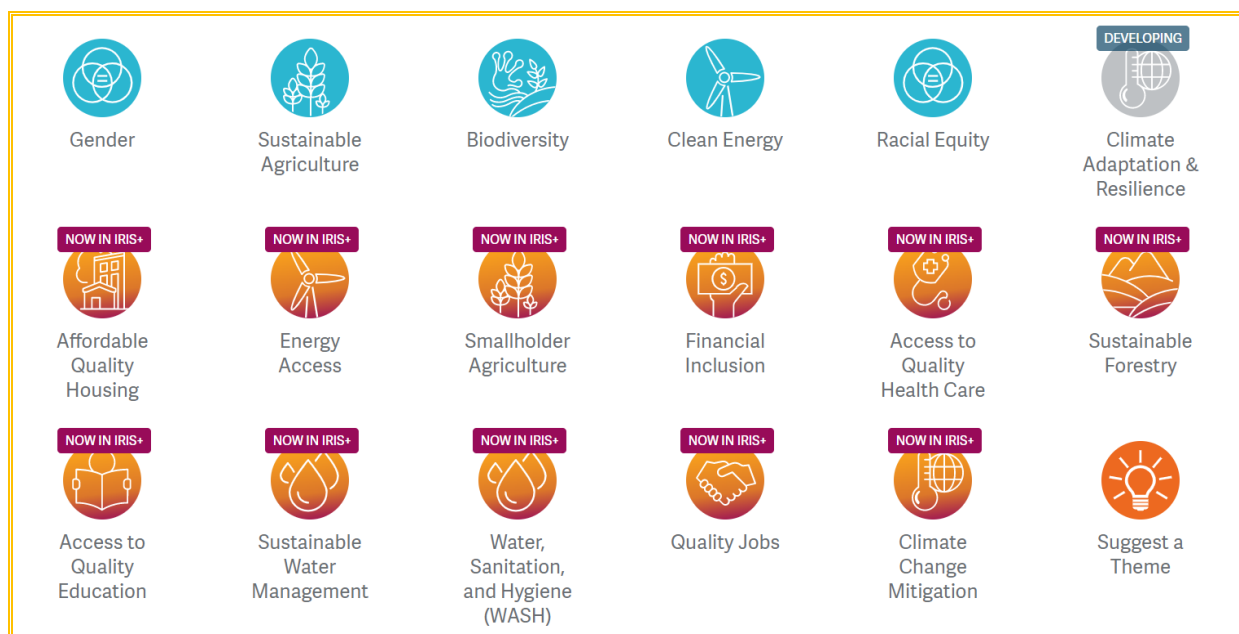 DEVELOPING
Gender
Sustainable
Agriculture
Biodiversity
Clean Energy
Racial Equity
Climate
Adaptation &
Resilience
NOW IN IRIS+
Affordable
Quality
Housing
NOW IN IRIS+
Energy
Access
NOW IN IRIS+
Smallholder
Agriculture
NOW IN IRIS+
$
Financial
Inclusion
NOW IN IRIS+
Access to
Quality
Health Care
NOW IN IRIS+
Sustainable
Forestry
NOW IN IRIS+
Access to
Quality
Education
NOW IN IRIS+
Sustainable
Water
Management
NOW IN IRIS+
Water,
Sanitation,
and Hygiene
(WASH)
NOW IN IRIS+
Quality Jobs
NOW IN IRIS+
Climate
Change
Mitigation
Suggest a
Theme